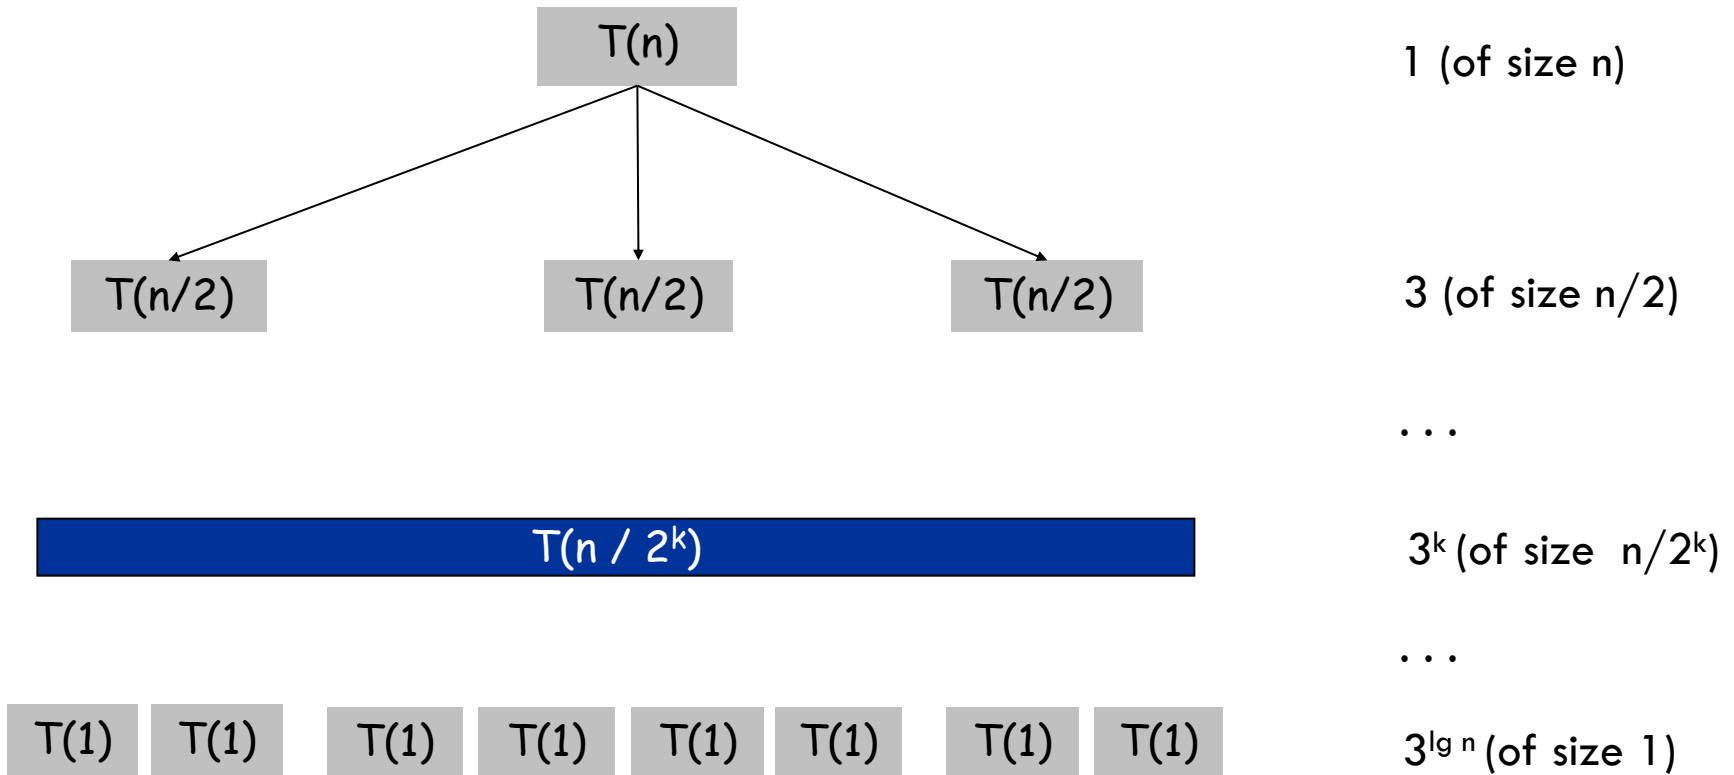 T(n) 1 (of size n)
T(n/2) T(n/2) T(n/2) 3 (of size n/2)
. . .
T(n / 2ᵏ) 3ᵏ (of size n/2ᵏ)
. . .
T(1) T(1) T(1) T(1) T(1) T(1) T(1) T(1) 3ˡᵍ ⁿ (of size 1)